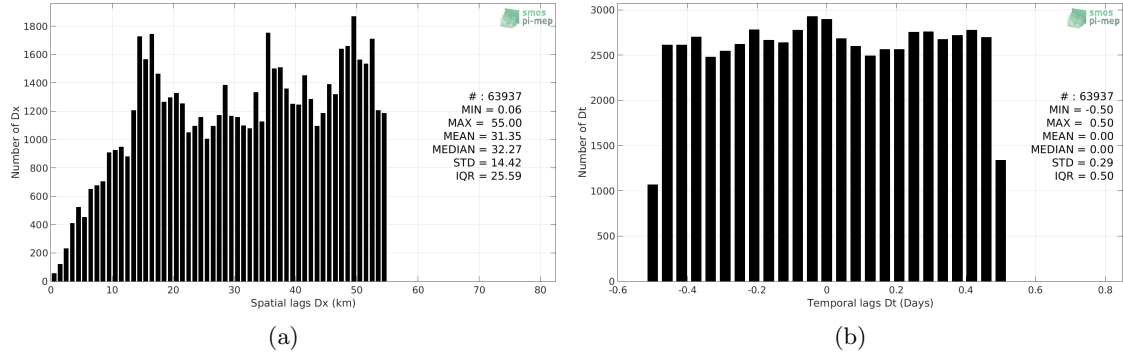 smos
pi-mep
Number of Dx
1800
1600
1400
1200
1000
800
600
400
200
0
# : 63937
MIN = 0.06
MAX = 55.00
MEAN = 31.35
MEDIAN = 32.27
STD = 14.42
IQR = 25.59
0 10 20 30 40 50 60 70 80
Spatial lags Dx (km)
(a)
smos
pi-mep
Number of Dt
3000
2500
2000
1500
1000
500
0
# : 63937
MIN = -0.50
MAX = 0.50
MEAN = 0.00
MEDIAN = 0.00
STD = 0.29
IQR = 0.50
-0.6 -0.4 -0.2 0 0.2 0.4 0.6 0.8
Temporal lags Dt (Days)
(b)